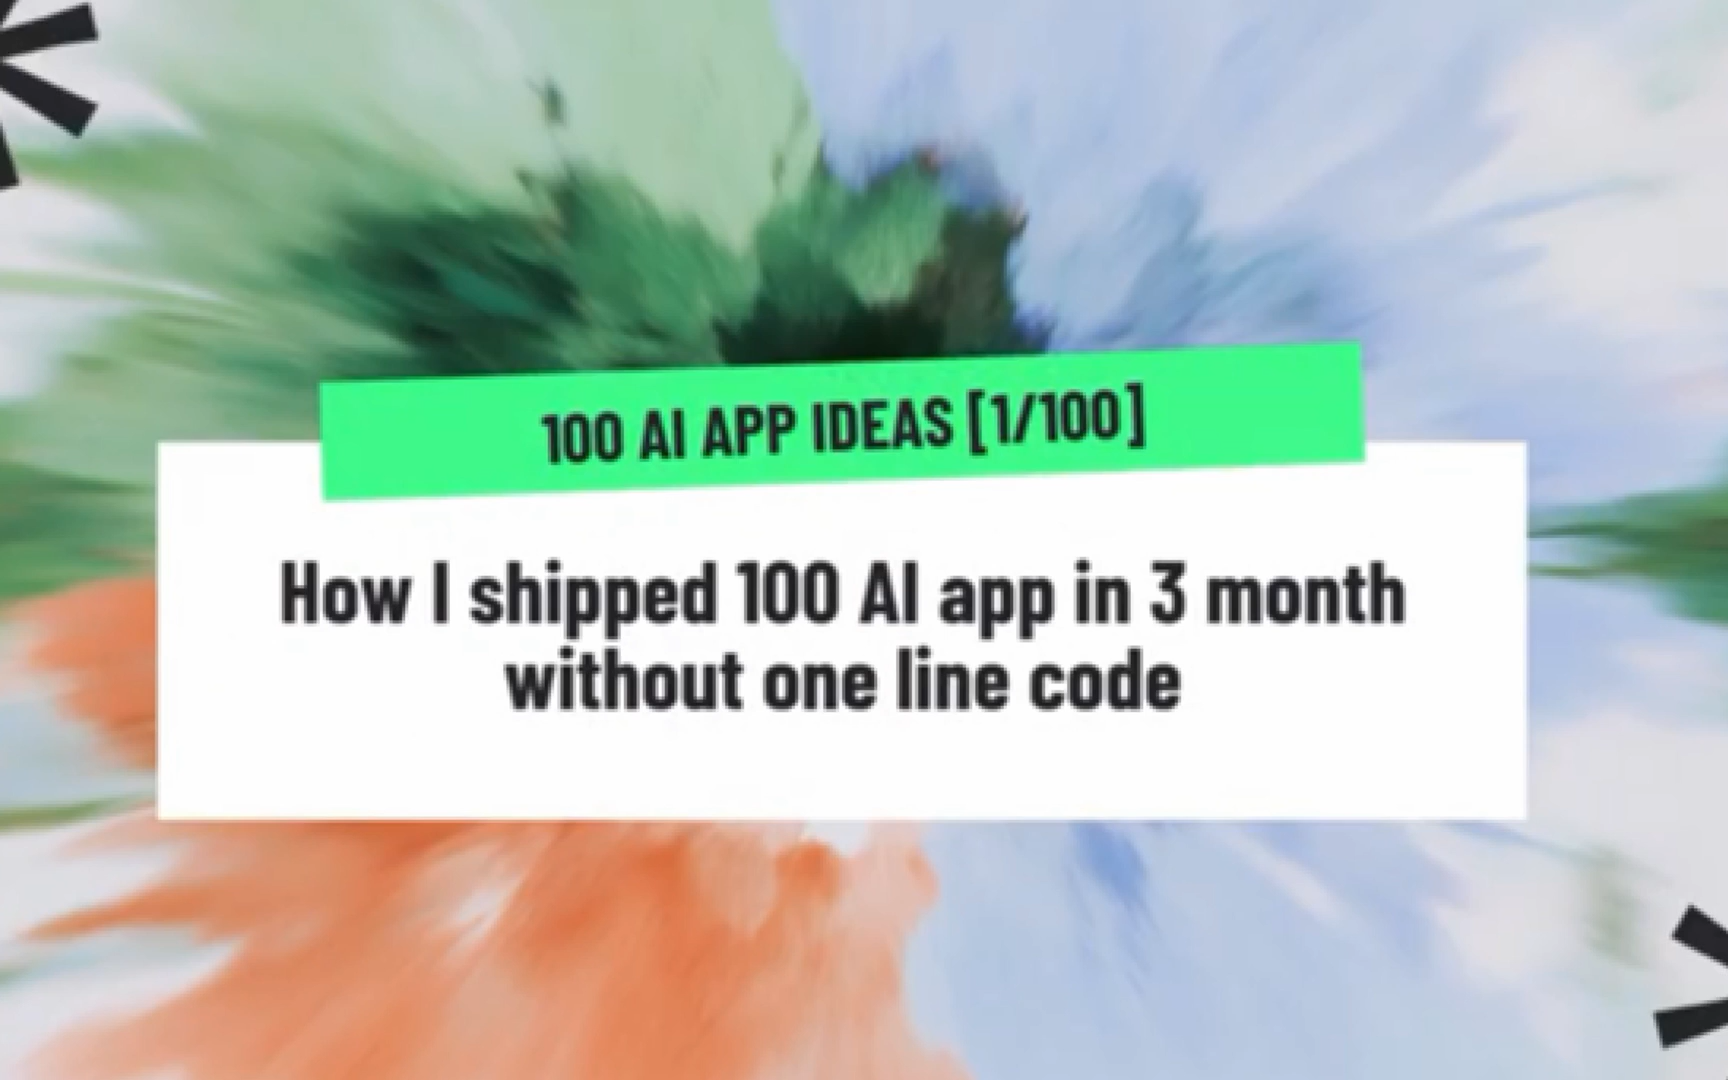 100 AI APP IDEAS [1/100]
How I shipped 100 AI app in 3 month
without one line code